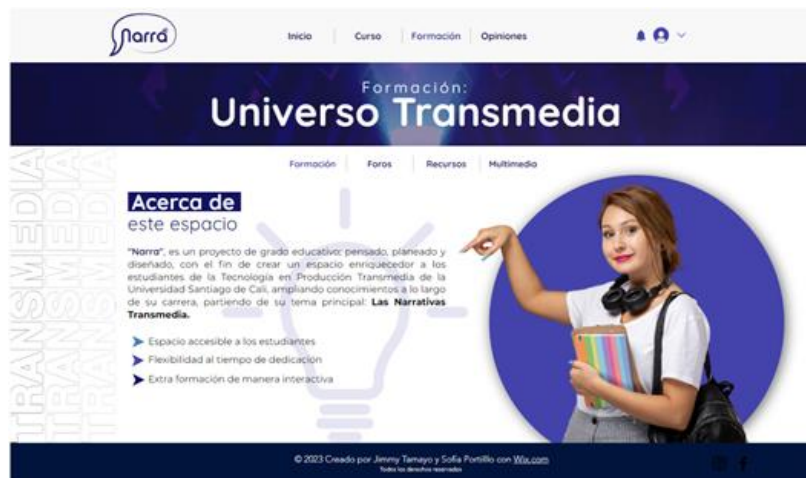 Narra
Inicio
Curso
Formación
Opiniones
Formación:
Universo Transmedia
Formación
Foros
Recursos
Multimedia
TRANSMEDIA
TRANSMEDIA
TRANSMEDIA
Acerca de
este espacio
"Narra", es un proyecto de grado educativo; pensado, planeado y
diseñado, con el fin de crear un espacio enriquecedor a los
estudiantes de la Tecnología en Producción Transmedia de la
Universidad Santiago de Cali, ampliando conocimientos a lo largo
de su carrera, partiendo de su tema principal: Las Narrativas
Transmedia.
Espacio accesible a los estudiantes
Flexibilidad al tiempo de dedicación
Extra formación de manera interactiva
© 2023 Creado por Jimmy Tamayo y Sofía Portilllo con Wix.com
Todos los derechos reservados